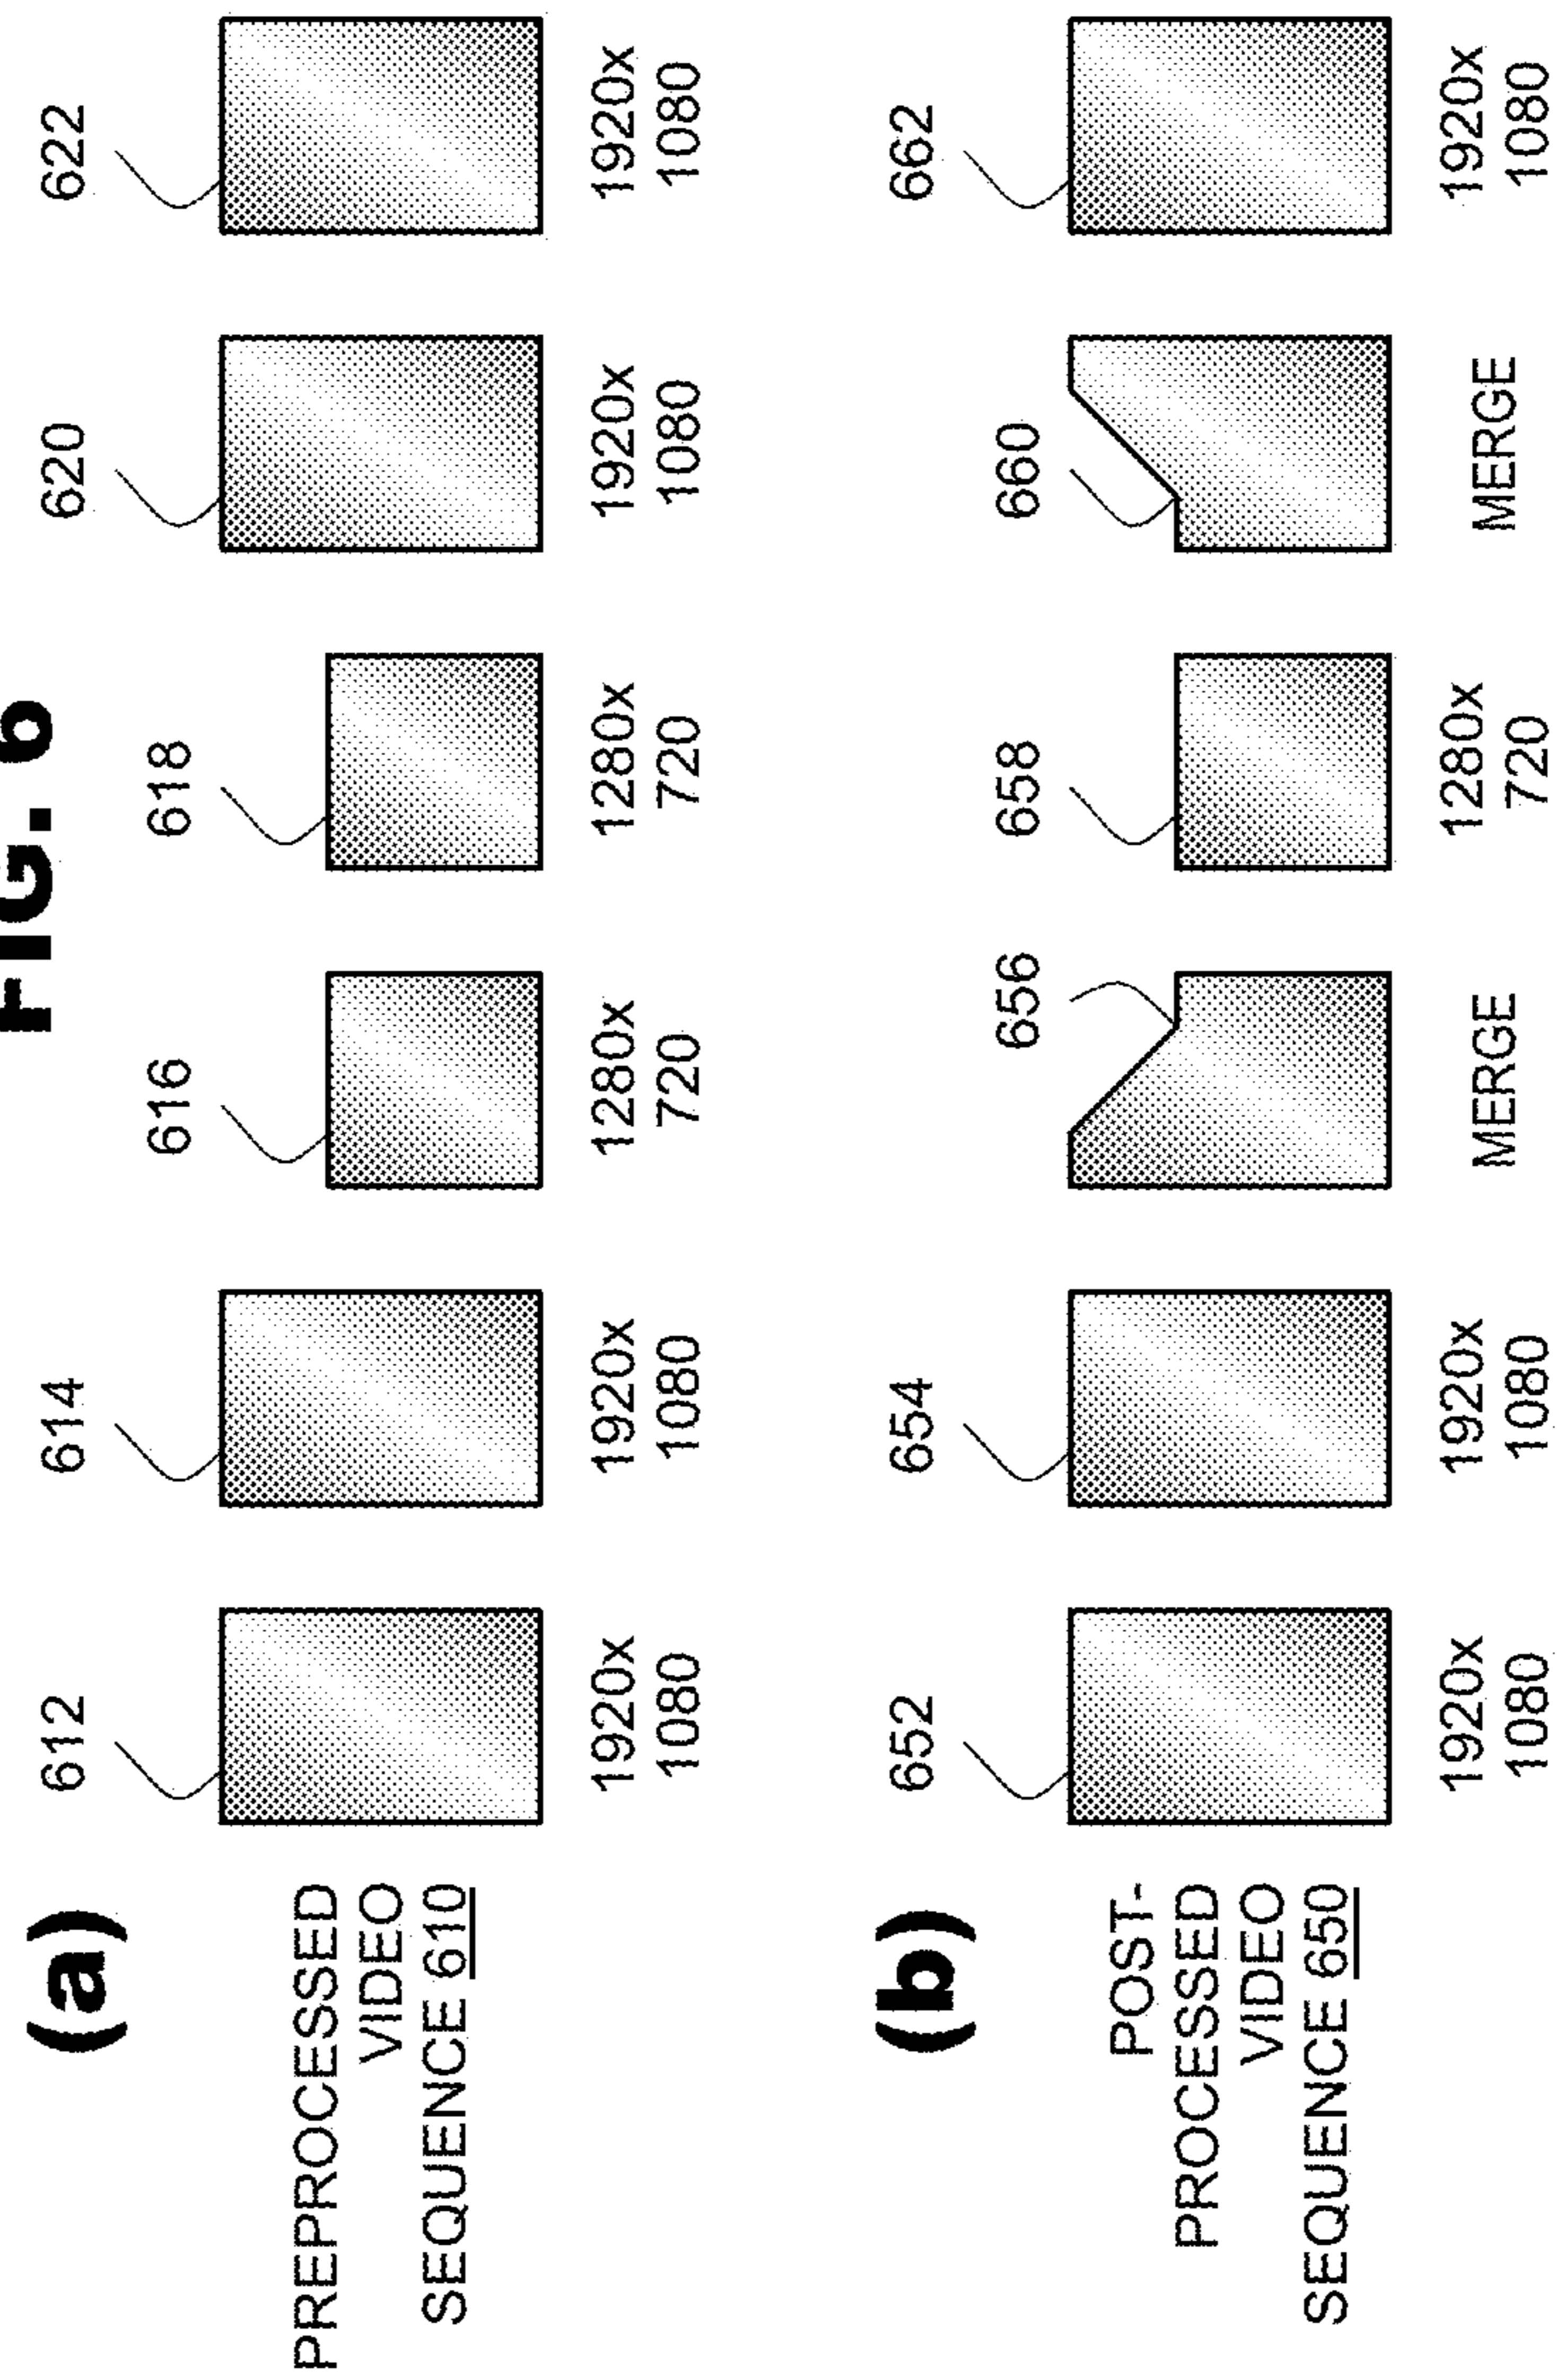 FIG. 6
(a)
PREPROCESSED
VIDEO
SEQUENCE 610
612
1920x
1080
614
1920x
1080
616
1280x
720
618
1280x
720
620
1920x
1080
622
1920x
1080
(b)
POST-
PROCESSED
VIDEO
SEQUENCE 650
652
1920x
1080
654
1920x
1080
656
MERGE
658
1280x
720
660
MERGE
662
1920x
1080